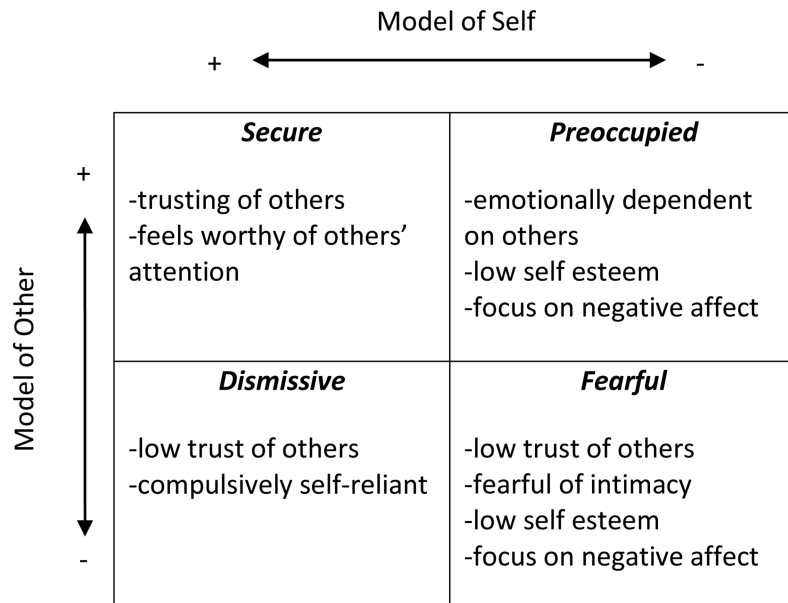 Model of Self
+ -
Secure
-trusting of others
-feels worthy of others’
attention
Preoccupied
-emotionally dependent
on others
-low self esteem
-focus on negative affect
+
Model of Other
-
Dismissive
-low trust of others
-compulsively self-reliant
Fearful
-low trust of others
-fearful of intimacy
-low self esteem
-focus on negative affect